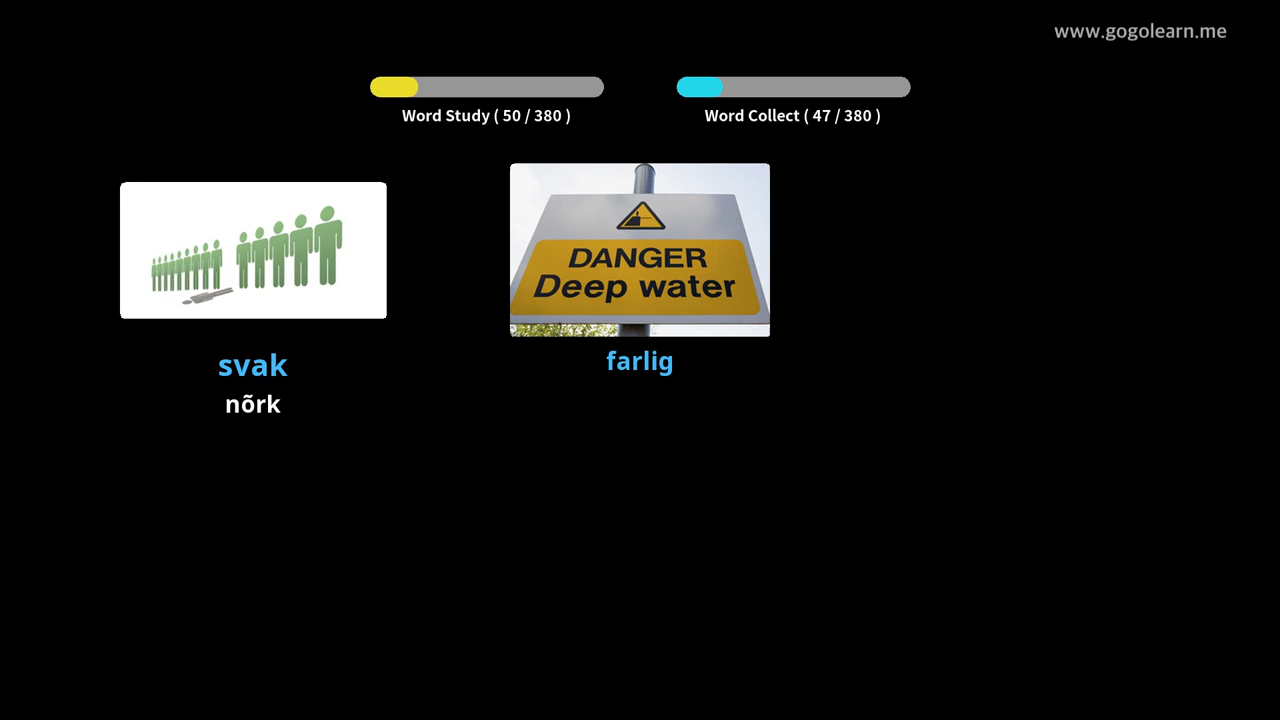 www.gogolearn.me
Word Study ( 50 / 380 )
Word Collect ( 47 / 380 )
DANGER
Deep water
svak
nõrk
farlig